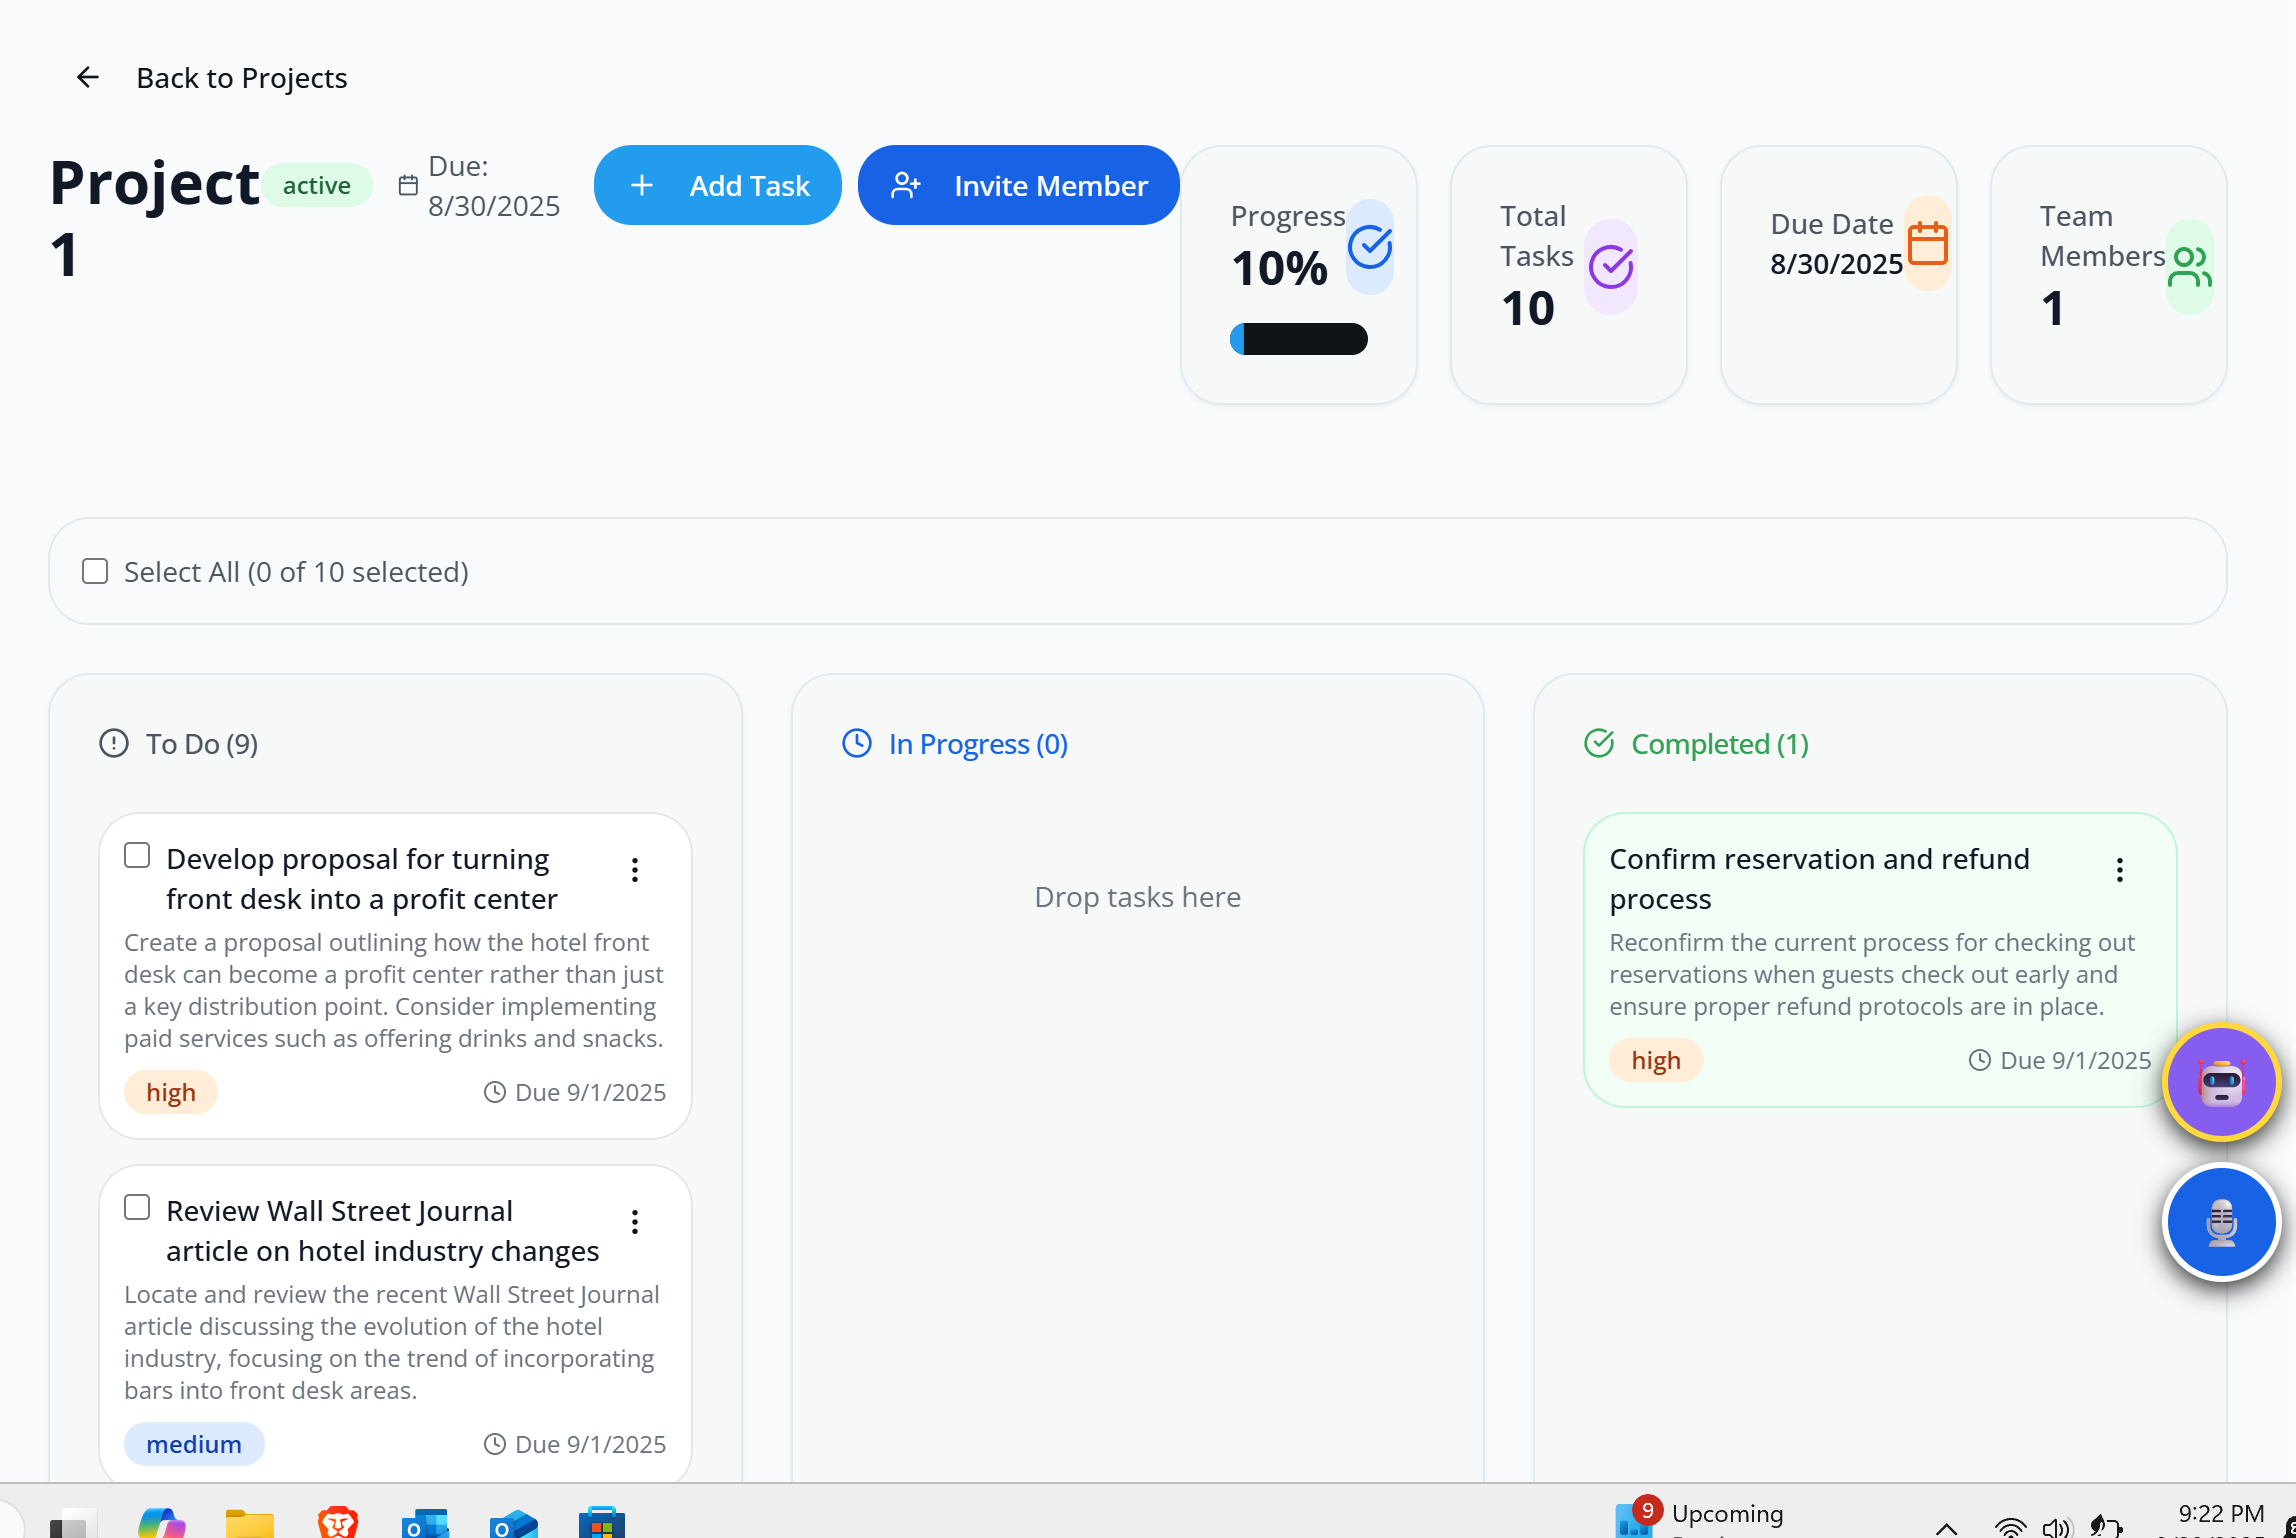 Back to Projects
Project
1
active
Due:
8/30/2025
Add Task
Invite Member
Progress
10%
Total
Tasks
10
Due Date
8/30/2025
Team
Members
1
Select All (0 of 10 selected)
To Do (9)
Develop proposal for turning
front desk into a profit center
Create a proposal outlining how the hotel front
desk can become a profit center rather than just
a key distribution point. Consider implementing
paid services such as offering drinks and snacks.
high
Due 9/1/2025
Review Wall Street Journal
article on hotel industry changes
Locate and review the recent Wall Street Journal
article discussing the evolution of the hotel
industry, focusing on the trend of incorporating
bars into front desk areas.
medium
Due 9/1/2025
In Progress (0)
Drop tasks here
Completed (1)
Confirm reservation and refund
process
Reconfirm the current process for checking out
reservations when guests check out early and
ensure proper refund protocols are in place.
high
Due 9/1/2025
9
Upcoming
9:22 PM